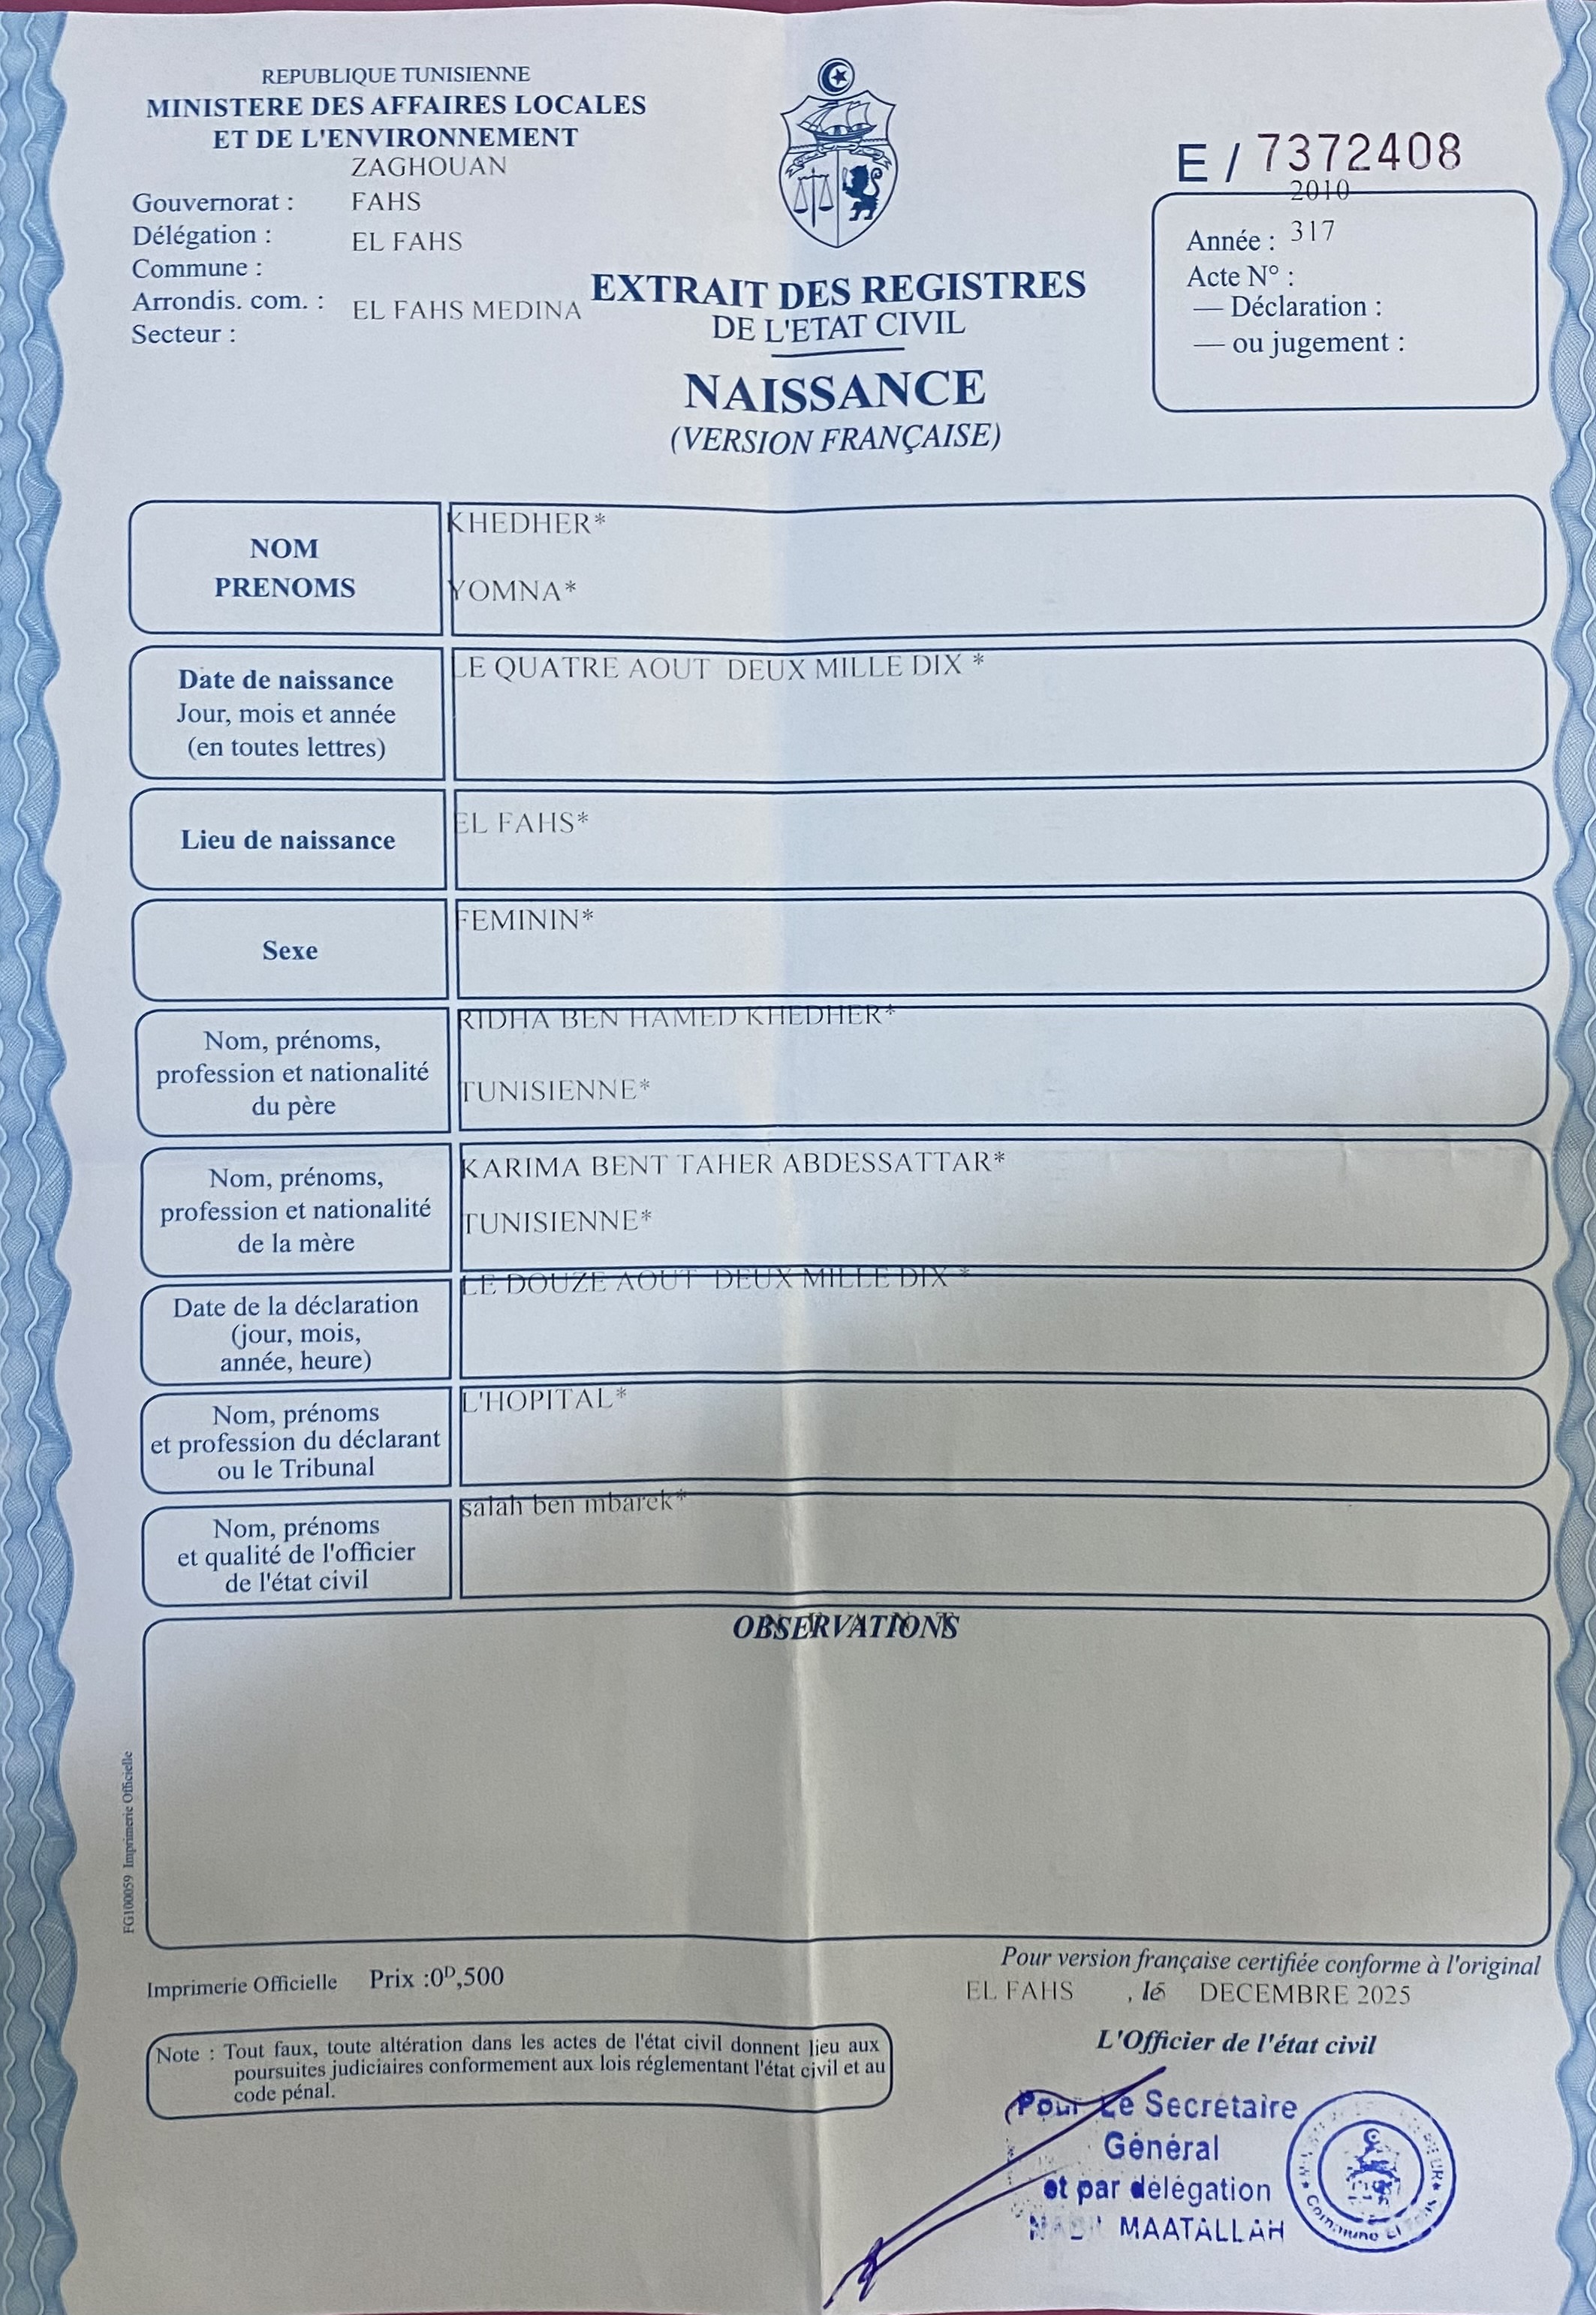 REPUBLIQUE TUNISIENNE
MINISTERE DES AFFAIRES LOCALES
ET DE L'ENVIRONNEMENT
ZAGHOUAN
Gouvernorat : FAHS
Délégation : EL FAHS
Commune :
Arrondis. com. : EL FAHS MEDINA
Secteur :
E / 7372408
2010
Année : 317
Acte N° :
— Déclaration :
— ou jugement :
EXTRAIT DES REGISTRES
DE L'ETAT CIVIL
NAISSANCE
(VERSION FRANÇAISE)
NOM
PRENOMS
KHEDHER*
YOMNA*
Date de naissance
Jour, mois et année
(en toutes lettres)
LE QUATRE AOUT DEUX MILLE DIX *
Lieu de naissance
EL FAHS*
Sexe
FEMININ*
Nom, prénoms,
profession et nationalité
du père
RIDHA BEN HAMED KHEDHER*
TUNISIENNE*
Nom, prénoms,
profession et nationalité
de la mère
KARIMA BENT TAHER ABDESSATTAR*
TUNISIENNE*
Date de la déclaration
(jour, mois,
année, heure)
LE DOUZE AOUT DEUX MILLE DIX *
Nom, prénoms
et profession du déclarant
ou le Tribunal
L'HOPITAL*
Nom, prénoms
et qualité de l'officier
de l'état civil
salah ben mbarek*
OBSERVATIONS
FG100059 Imprimerie Officielle
Imprimerie Officielle Prix :0ᴰ,500
Pour version française certifiée conforme à l'original
EL FAHS , le DECEMBRE 2025
L'Officier de l'état civil
Note : Tout faux, toute altération dans les actes de l'état civil donnent lieu aux
poursuites judiciaires conformement aux lois réglementant l'état civil et au
code pénal.
Pour Le Secrétaire
Général
et par délégation
MAATALLAH
Commune El